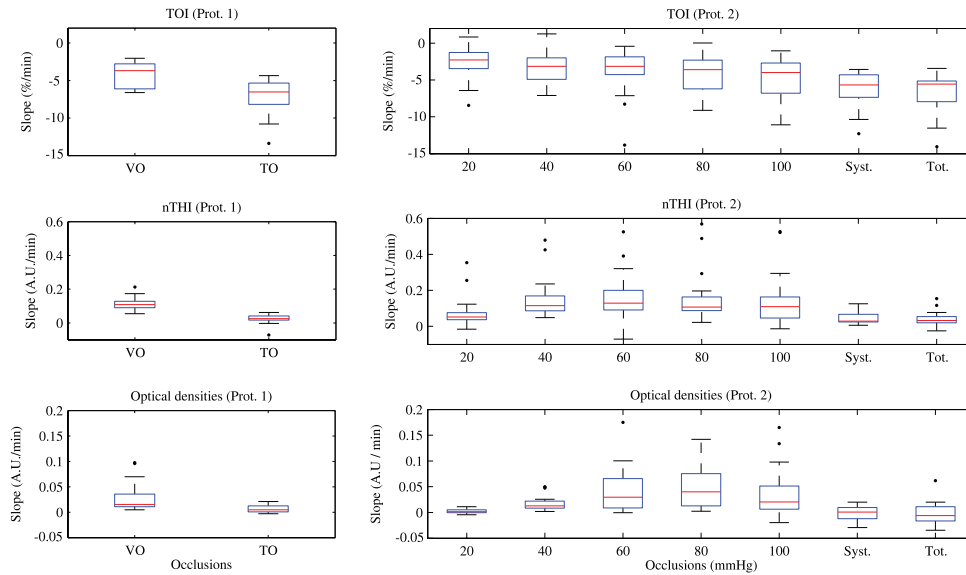 TOI (Prot. 1)
0
-5
-10
-15
Slope (%/min)
VO
TO
TOI (Prot. 2)
0
-5
-10
-15
Slope (%/min)
20
40
60
80
100
Syst.
Tot.
nTHI (Prot. 1)
0.6
0.4
0.2
0
Slope (A.U./min)
VO
TO
nTHI (Prot. 2)
0.6
0.4
0.2
0
Slope (A.U./min)
20
40
60
80
100
Syst.
Tot.
Optical densities (Prot. 1)
0.2
0.15
0.1
0.05
0
-0.05
Slope (A.U./min)
VO
TO
Occlusions
Optical densities (Prot. 2)
0.2
0.15
0.1
0.05
0
-0.05
Slope (A.U / min)
20
40
60
80
100
Syst.
Tot.
Occlusions (mmHg)